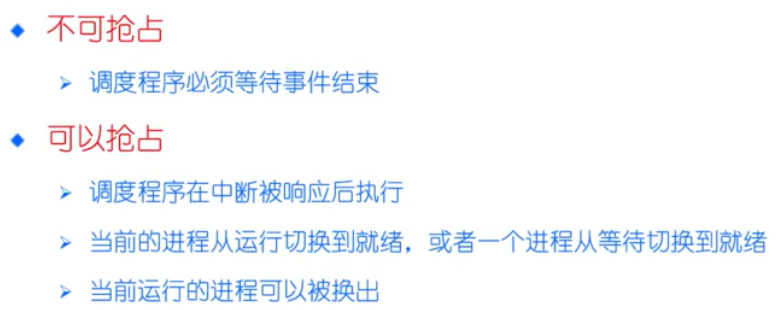 不可抢占
调度程序必须等待事件结束
可以抢占
调度程序在中断被响应后执行
当前的进程从运行切换到就绪，或者一个进程从等待切换到就绪
当前运行的进程可以被换出